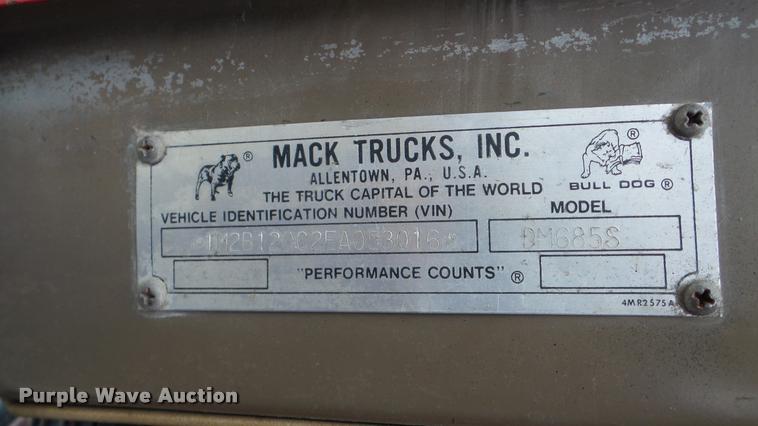 MACK TRUCKS, INC.
ALLENTOWN, PA., U.S.A.
THE TRUCK CAPITAL OF THE WORLD
BULL DOG ®
VEHICLE IDENTIFICATION NUMBER (VIN)
MODEL
1M2B120C2EA053016
DM685S
"PERFORMANCE COUNTS" ®
4MR2575A
Purple Wave Auction